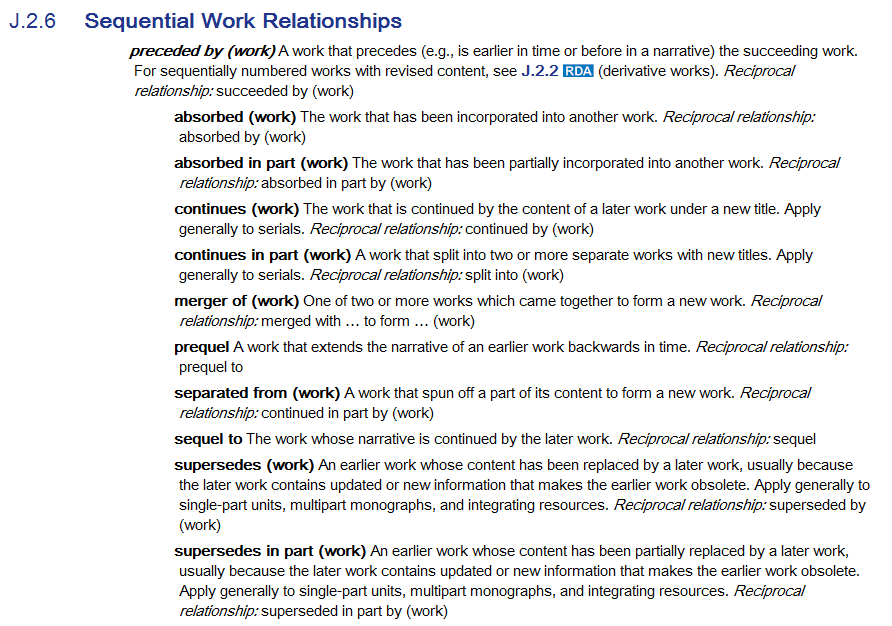 J.2.6 Sequential Work Relationships
preceded by (work) A work that precedes (e.g., is earlier in time or before in a narrative) the succeeding work.
For sequentially numbered works with revised content, see J.2.2 RDA (derivative works). Reciprocal
relationship: succeeded by (work)
absorbed (work) The work that has been incorporated into another work. Reciprocal relationship:
absorbed by (work)
absorbed in part (work) The work that has been partially incorporated into another work. Reciprocal
relationship: absorbed in part by (work)
continues (work) The work that is continued by the content of a later work under a new title. Apply
generally to serials. Reciprocal relationship: continued by (work)
continues in part (work) A work that split into two or more separate works with new titles. Apply
generally to serials. Reciprocal relationship: split into (work)
merger of (work) One of two or more works which came together to form a new work. Reciprocal
relationship: merged with … to form … (work)
prequel A work that extends the narrative of an earlier work backwards in time. Reciprocal relationship:
prequel to
separated from (work) A work that spun off a part of its content to form a new work. Reciprocal
relationship: continued in part by (work)
sequel to The work whose narrative is continued by the later work. Reciprocal relationship: sequel
supersedes (work) An earlier work whose content has been replaced by a later work, usually because
the later work contains updated or new information that makes the earlier work obsolete. Apply generally to
single-part units, multipart monographs, and integrating resources. Reciprocal relationship: superseded by
(work)
supersedes in part (work) An earlier work whose content has been partially replaced by a later work,
usually because the later work contains updated or new information that makes the earlier work obsolete.
Apply generally to single-part units, multipart monographs, and integrating resources. Reciprocal
relationship: superseded in part by (work)